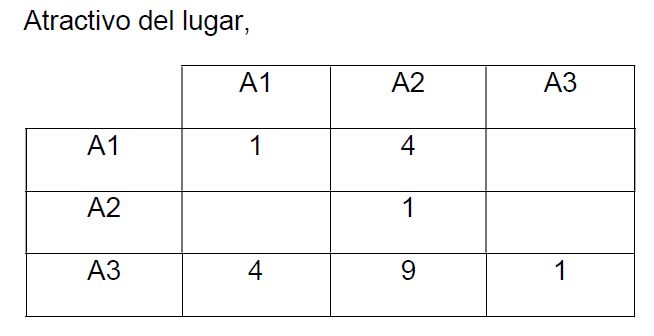 Atractivo del lugar,
A1 A2 A3
A1 1 4
A2 1
A3 4 9 1